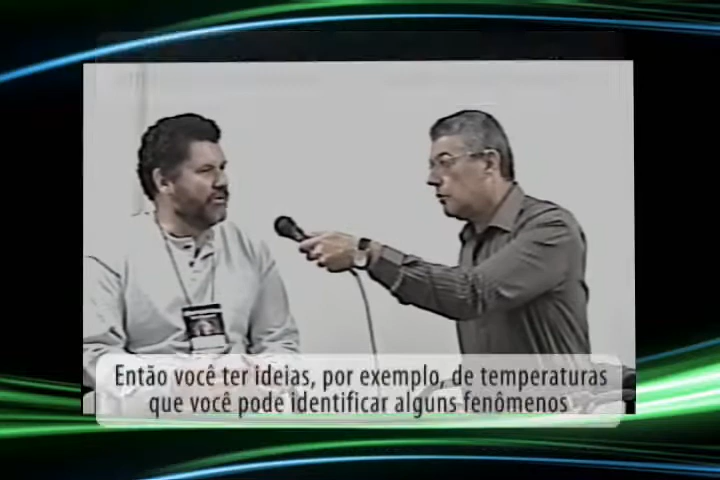 Então você ter ideias, por exemplo, de temperaturas
que você pode identificar alguns fenômenos